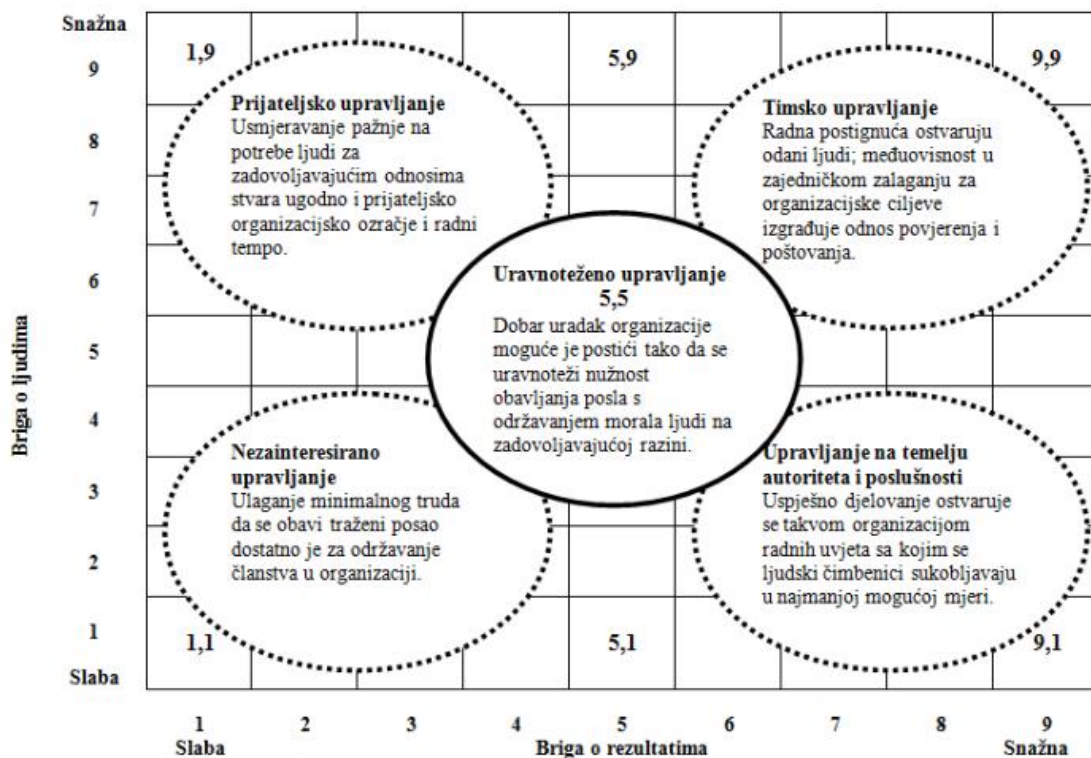 Snažna
9
8
7
6
5
4
3
2
1
Slaba
Briga o ljudima
1,9
5,9
9,9
Prijateljsko upravljanje
Usmjeravanje pažnje na
potrebe ljudi za
zadovoljavajućim odnosima
stvara ugodno i prijateljsko
organizacijsko ozračje i radni
tempo.
Timsko upravljanje
Radna postignuća ostvaruju
odani ljudi; međuovisnost u
zajedničkom zalaganju za
organizacijske ciljeve
izgrađuje odnos povjerenja i
poštovanja.
Uravnoteženo upravljanje
5,5
Dobar uradak organizacije
moguće je postići tako da se
uravnoteži nužnost
obavljanja posla s
održavanjem morala ljudi na
zadovoljavajućoj razini.
Nezainteresirano
upravljanje
Ulaganje minimalnog truda
da se obavi traženi posao
dostatno je za održavanje
članstva u organizaciji.
Upravljanje na temelju
autoriteta i poslušnosti
Uspješno djelovanje ostvaruje
se takvom organizacijom
radnih uvjeta sa kojim se
ljudski čimbenici sukobljavaju
u najmanjoj mogućoj mjeri.
1,1
5,1
9,1
1 2 3 4 5 6 7 8 9
Slaba Briga o rezultatima Snažna